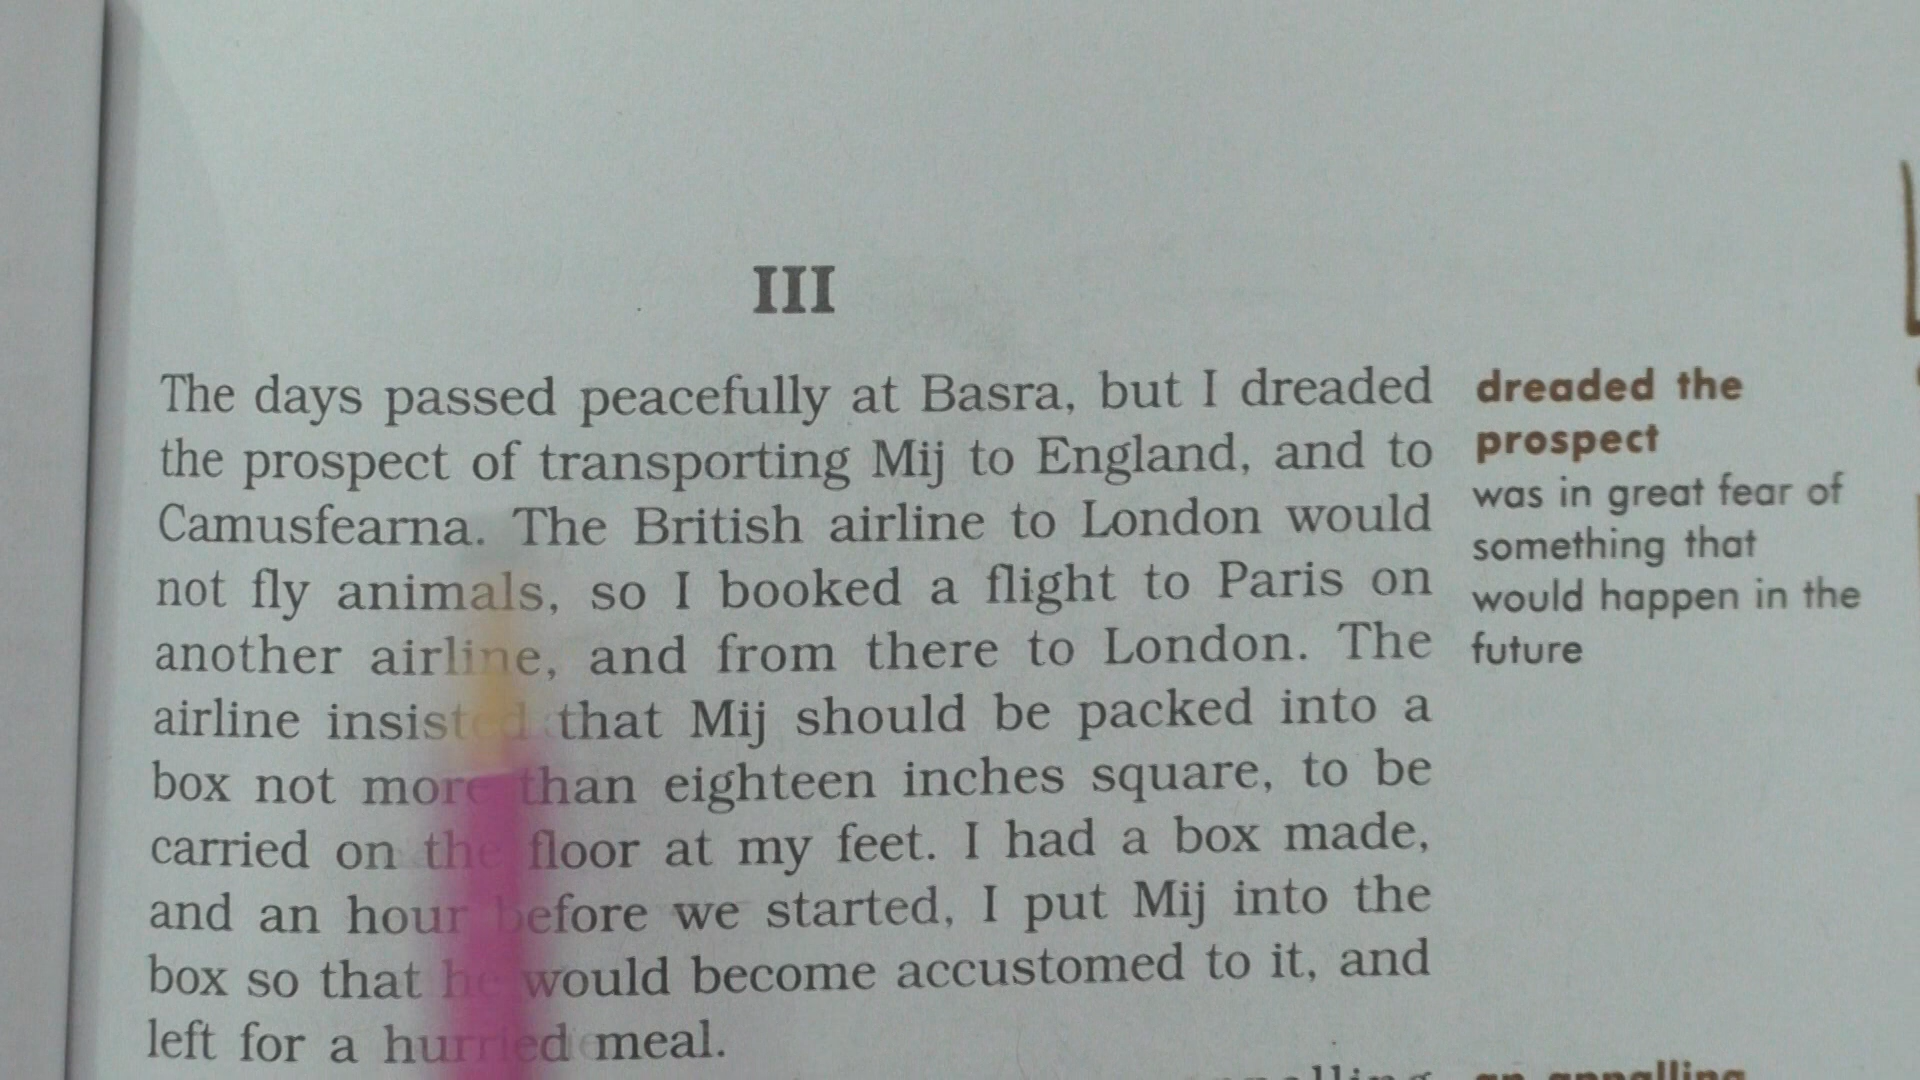 III
The days passed peacefully at Basra, but I dreaded
the prospect of transporting Mij to England, and to
Camusfearna. The British airline to London would
not fly animals, so I booked a flight to Paris on
another airline, and from there to London. The
airline insisted that Mij should be packed into a
box not more than eighteen inches square, to be
carried on the floor at my feet. I had a box made,
and an hour before we started, I put Mij into the
box so that he would become accustomed to it, and
left for a hurried meal.
dreaded the
prospect
was in great fear of
something that
would happen in the
future
an appalling